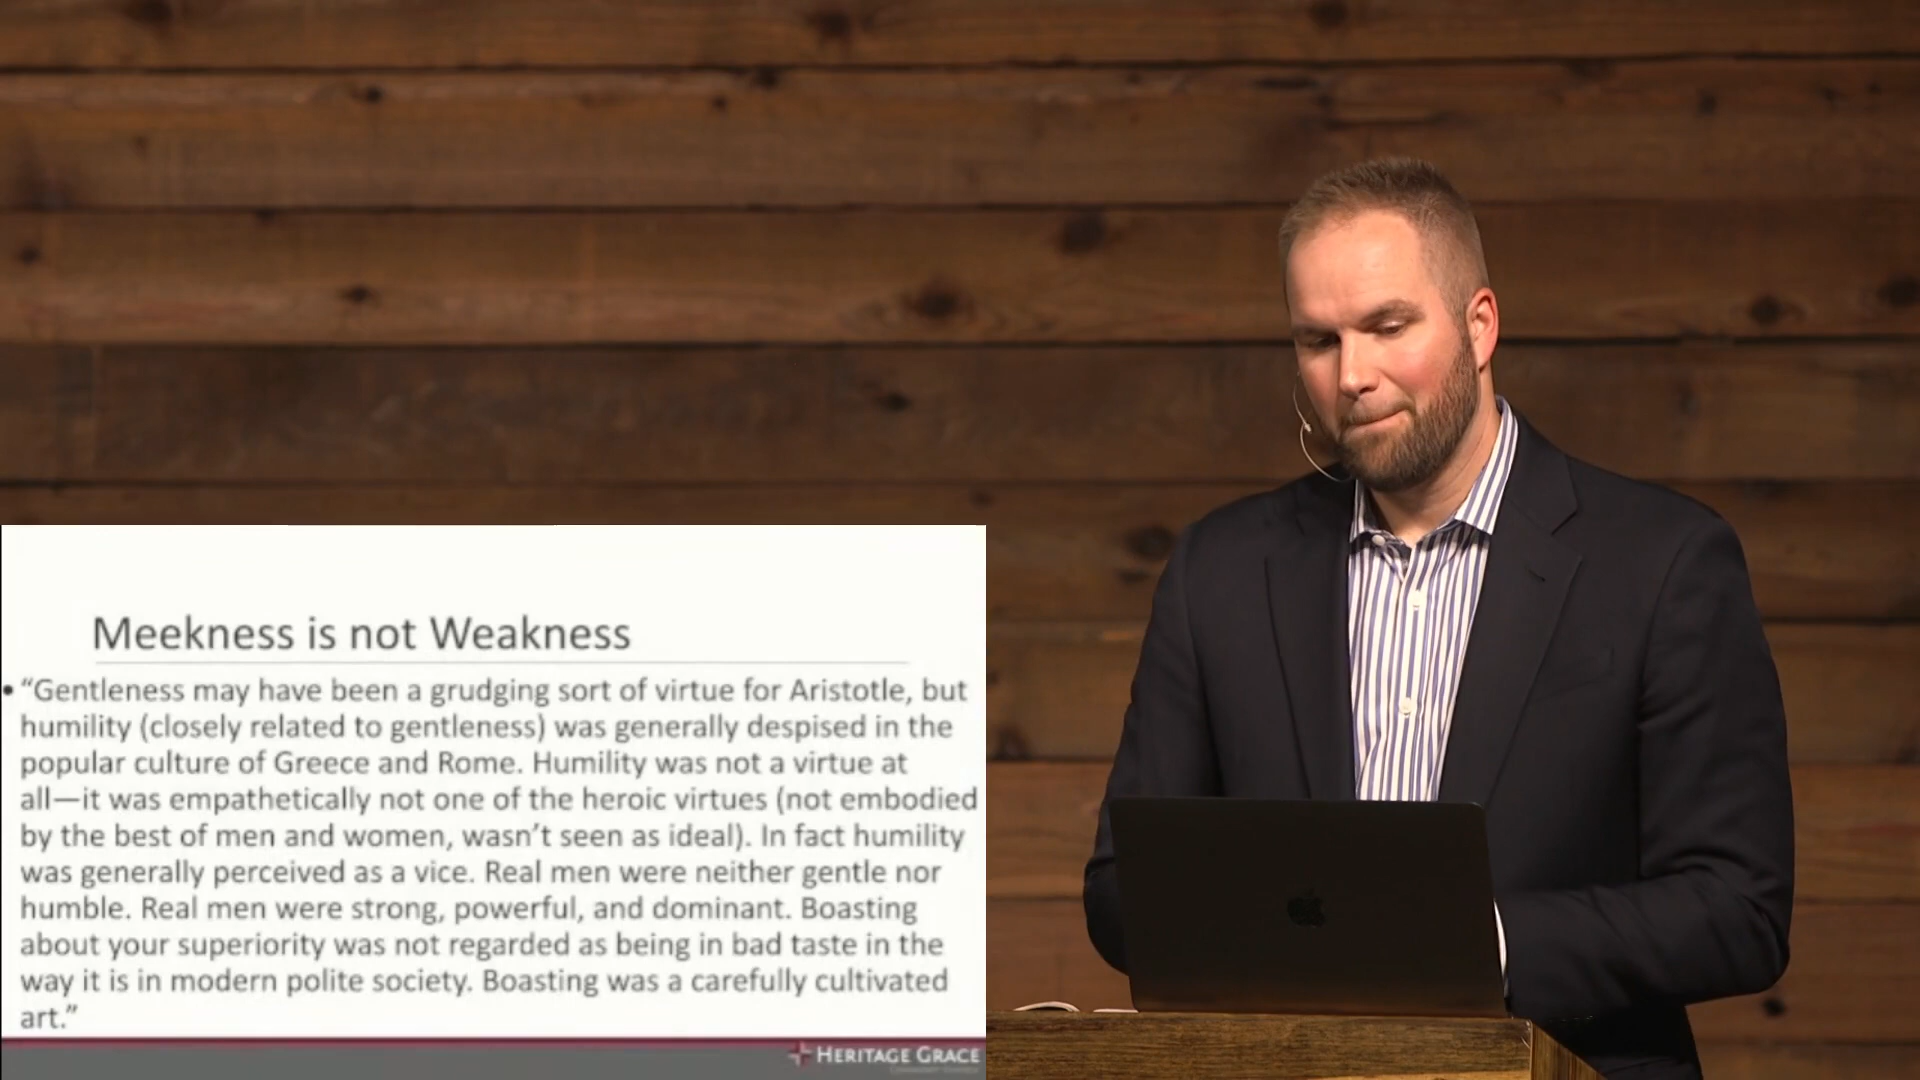 Meekness is not Weakness
• “Gentleness may have been a grudging sort of virtue for Aristotle, but
humility (closely related to gentleness) was generally despised in the
popular culture of Greece and Rome. Humility was not a virtue at
all—it was empathetically not one of the heroic virtues (not embodied
by the best of men and women, wasn’t seen as ideal). In fact humility
was generally perceived as a vice. Real men were neither gentle nor
humble. Real men were strong, powerful, and dominant. Boasting
about your superiority was not regarded as being in bad taste in the
way it is in modern polite society. Boasting was a carefully cultivated
art.”
HERITAGE GRACE